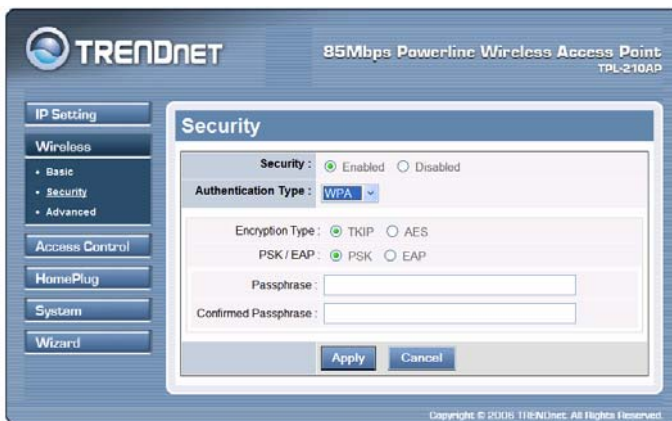 TRENDNET
85Mbps Powerline Wireless Access Point
TPL-210AP
IP Setting
Wireless
• Basic
• Security
• Advanced
Access Control
HomePlug
System
Wizard
Security
Security : Enabled Disabled
Authentication Type : WPA
Encryption Type : TKIP AES
PSK / EAP : PSK EAP
Passphrase :
Confirmed Passphrase :
Apply Cancel
Copyright © 2006 TRENDnet. All Rights Reserved.